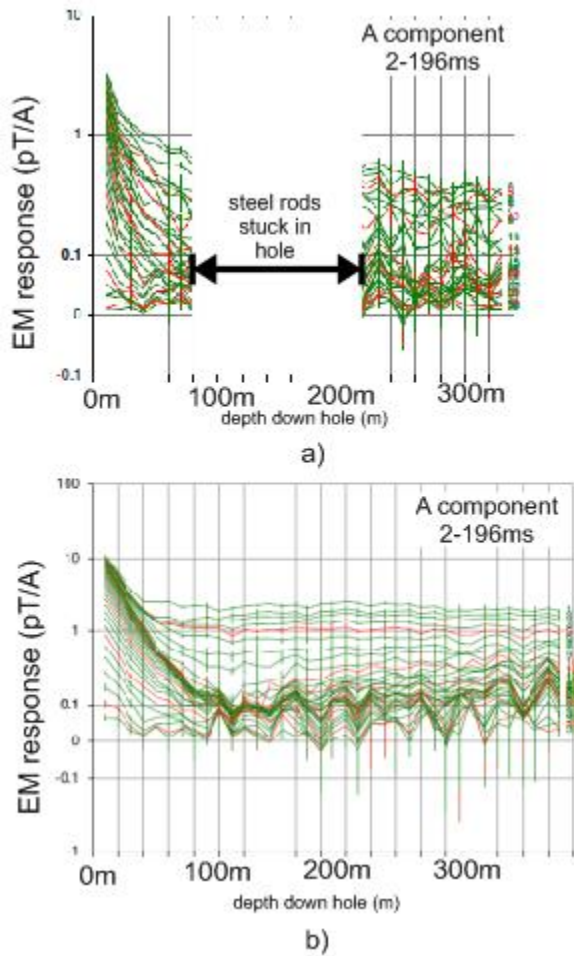 10
A component
2-196ms
1
steel rods
stuck in
hole
0.1
0
-0.1
EM response (pT/A)
0m
100m
200m
300m
depth down hole (m)
a)
A component
2-196ms
10
1
0.1
0
-0.1
1
EM response (pT/A)
0m
100m
200m
300m
depth down hole (m)
b)